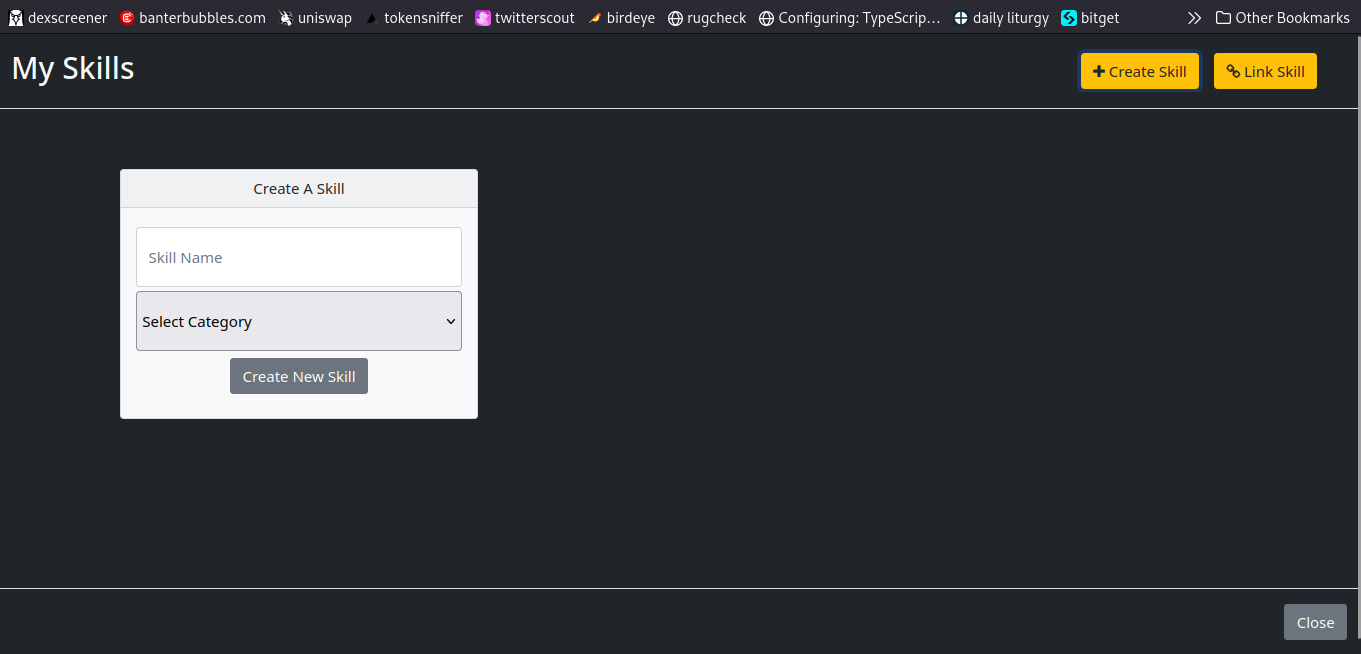 dexscreener banterbubbles.com uniswap tokensniffer twitterscout birdeye rugcheck Configuring: TypeScrip… daily liturgy bitget Other Bookmarks
My Skills
Create Skill Link Skill
Create A Skill
Skill Name
Select Category
Create New Skill
Close